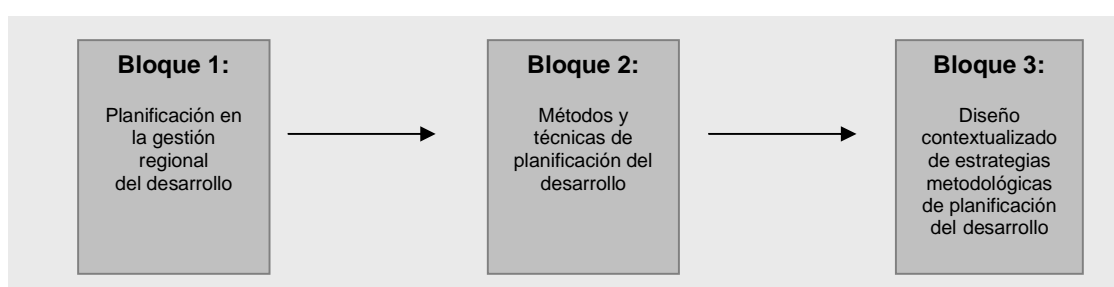 Bloque 1:
Planificación en
la gestión
regional
del desarrollo
Bloque 2:
Métodos y
técnicas de
planificación del
desarrollo
Bloque 3:
Diseño
contextualizado
de estrategias
metodológicas
de planificación
del desarrollo